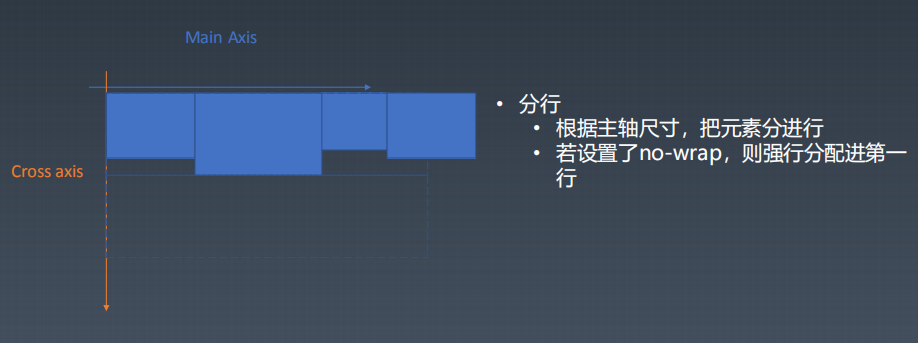 Main Axis
Cross axis
• 分行
• 根据主轴尺寸，把元素分进行
• 若设置了no-wrap，则强行分配进第一
行